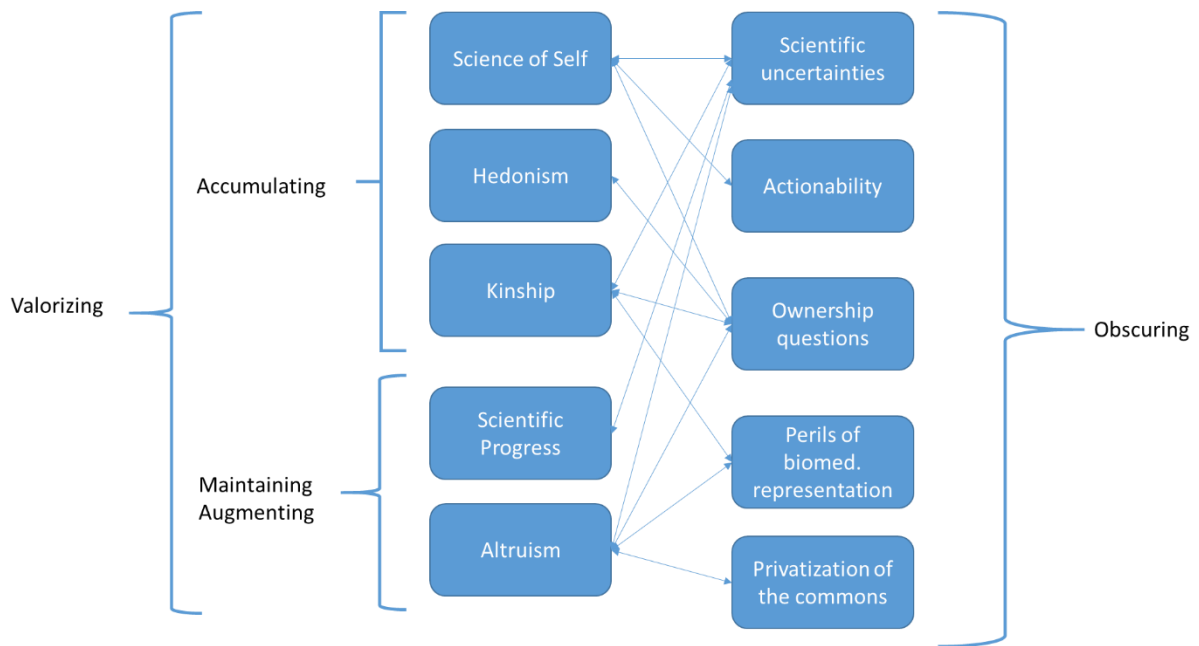 Valorizing
Accumulating
Maintaining
Augmenting
Science of Self
Hedonism
Kinship
Scientific
Progress
Altruism
Scientific
uncertainties
Actionability
Ownership
questions
Perils of
biomed.
representation
Privatization of
the commons
Obscuring